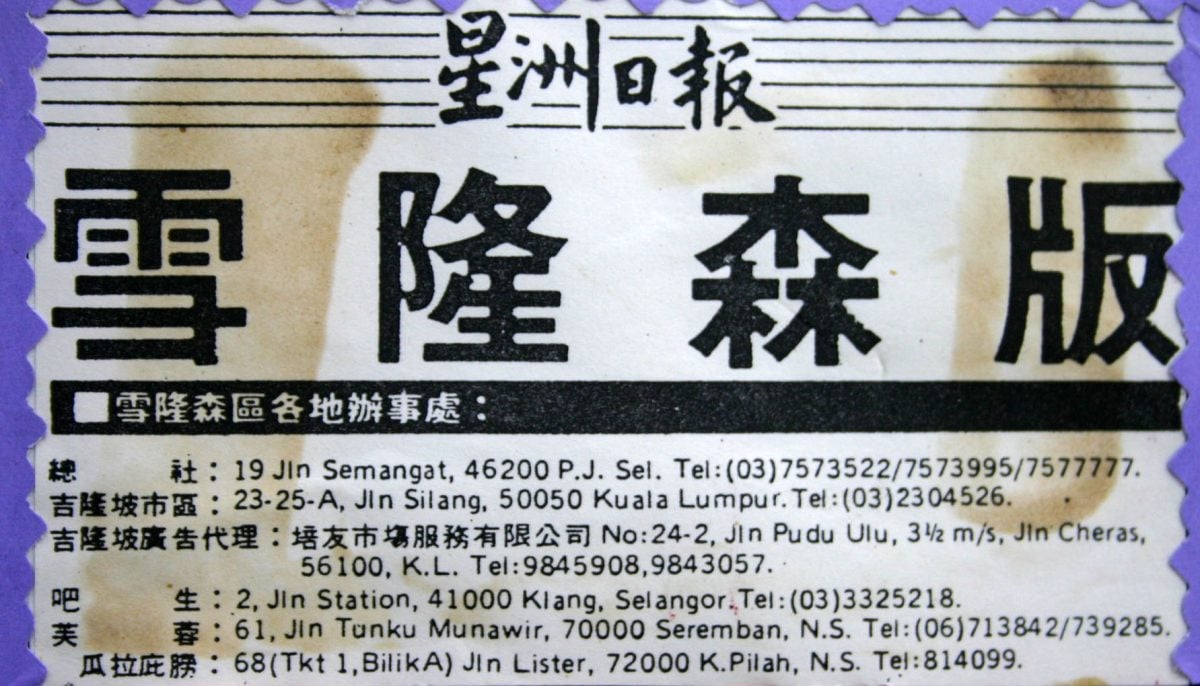 星洲日報
雪隆森版
■雪隆森區各地辦事處：
總社：19 Jln Semangat, 46200 P.J. Sel. Tel:(03)7573522/7573995/7577777.
吉隆坡市區：23-25-A, Jln Silang, 50050 Kuala Lumpur. Tel:(03)2304526.
吉隆坡廣告代理：培友市場服務有限公司 No:24-2, Jln Pudu Ulu, 3½ m/s, Jln Cheras,
56100, K.L. Tel:9845908,9843057.
吧生：2, Jln Station, 41000 Klang, Selangor. Tel:(03)3325218.
芙蓉：61, Jln Tunku Munawir, 70000 Seremban, N.S. Tel:(06)713842/739285.
瓜拉庇朥：68(Tkt 1,BilikA) Jln Lister, 72000 K.Pilah, N.S. Tel:814099.